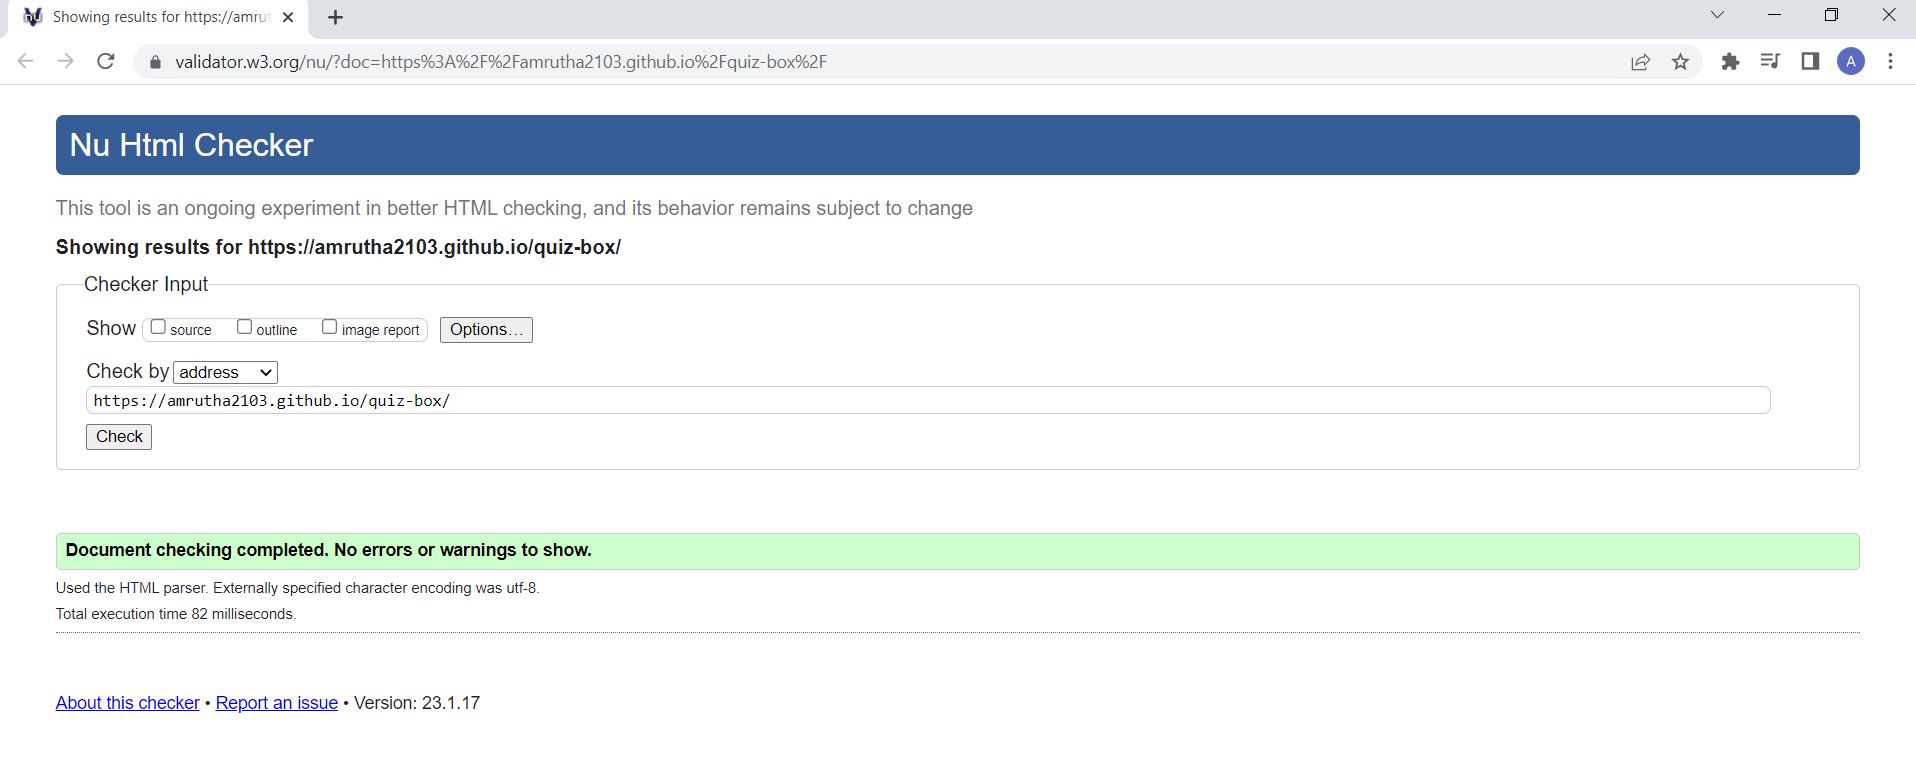 Showing results for https://amrut
validator.w3.org/nu/?doc=https%3A%2F%2Famrutha2103.github.io%2Fquiz-box%2F
A
Nu Html Checker
This tool is an ongoing experiment in better HTML checking, and its behavior remains subject to change
Showing results for https://amrutha2103.github.io/quiz-box/
Checker Input
Show source outline image report Options...
Check by address
https://amrutha2103.github.io/quiz-box/
Check
Document checking completed. No errors or warnings to show.
Used the HTML parser. Externally specified character encoding was utf-8.
Total execution time 82 milliseconds.
About this checker • Report an issue • Version: 23.1.17